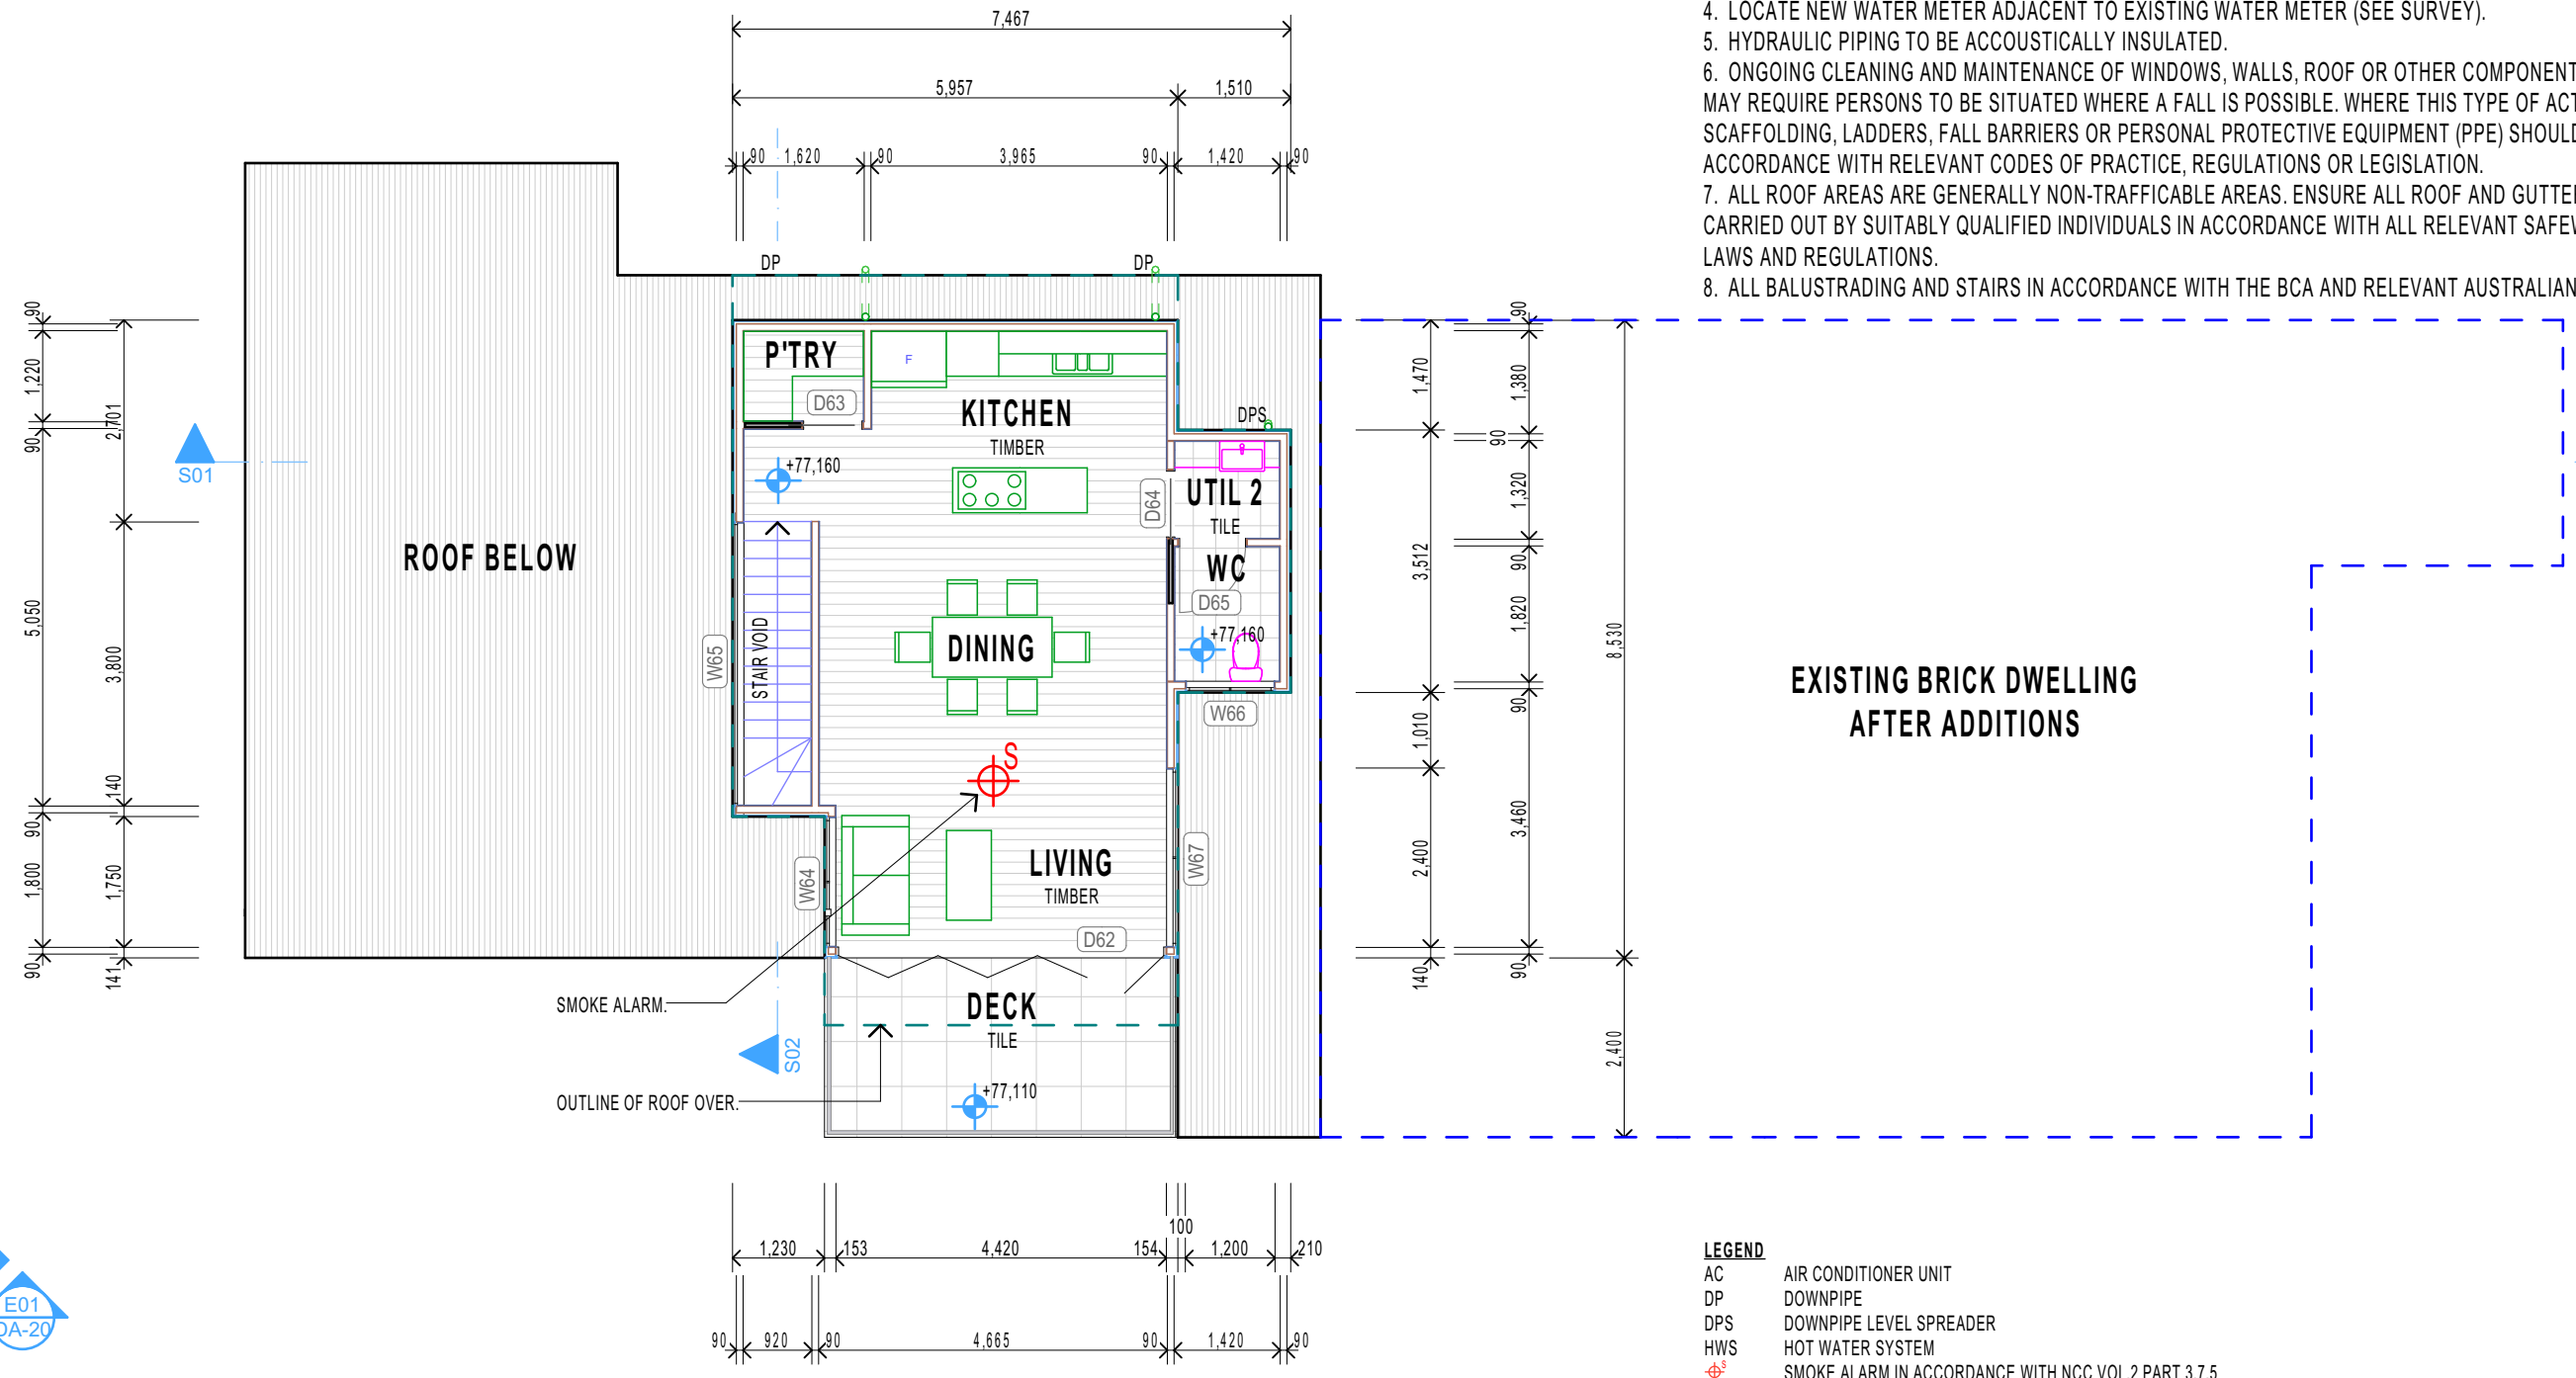 4. LOCATE NEW WATER METER ADJACENT TO EXISTING WATER METER (SEE SURVEY).
5. HYDRAULIC PIPING TO BE ACCOUSTICALLY INSULATED.
6. ONGOING CLEANING AND MAINTENANCE OF WINDOWS, WALLS, ROOF OR OTHER COMPONENT
MAY REQUIRE PERSONS TO BE SITUATED WHERE A FALL IS POSSIBLE. WHERE THIS TYPE OF ACT
SCAFFOLDING, LADDERS, FALL BARRIERS OR PERSONAL PROTECTIVE EQUIPMENT (PPE) SHOULD
ACCORDANCE WITH RELEVANT CODES OF PRACTICE, REGULATIONS OR LEGISLATION.
7. ALL ROOF AREAS ARE GENERALLY NON-TRAFFICABLE AREAS. ENSURE ALL ROOF AND GUTTE
CARRIED OUT BY SUITABLY QUALIFIED INDIVIDUALS IN ACCORDANCE WITH ALL RELEVANT SAFE
LAWS AND REGULATIONS.
8. ALL BALUSTRADING AND STAIRS IN ACCORDANCE WITH THE BCA AND RELEVANT AUSTRALIAN
7,467
5,957 1,510
90 1,620 90 3,965 90 1,420 90
DP DP
DPS
P'TRY
F
D63
KITCHEN
TIMBER
+77,160
D64
UTIL 2
TILE
WC
D65
+77,160
W66
S01
ROOF BELOW
STAIR VOID
W65
DINING
S
LIVING
TIMBER
W64
W67
D62
SMOKE ALARM.
DECK
TILE
S02
OUTLINE OF ROOF OVER.
+77,110
EXISTING BRICK DWELLING
AFTER ADDITIONS
90
1,220
90
5,050
90
1,800
90
2,701
3,800
140
1,750
141
1,470
3,512
1,010
2,400
140
90
1,380
90
1,320
90
1,820
90
3,460
90
8,530
2,400
100
1,230 153 4,420 154 1,200 210
90 920 90 4,665 90 1,420 90
E01
DA-20
LEGEND
AC AIR CONDITIONER UNIT
DP DOWNPIPE
DPS DOWNPIPE LEVEL SPREADER
HWS HOT WATER SYSTEM
S SMOKE ALARM IN ACCORDANCE WITH NCC VOL 2 PART 3.7.5